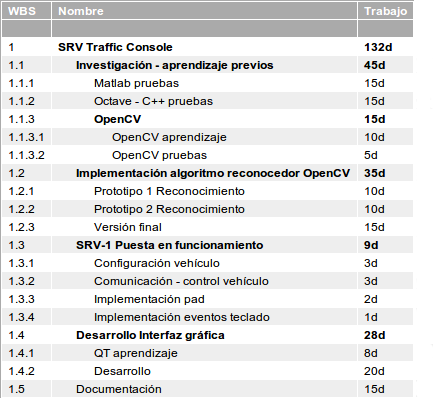 WBS Nombre Trabajo
1 SRV Traffic Console 132d
1.1 Investigación - aprendizaje previos 45d
1.1.1 Matlab pruebas 15d
1.1.2 Octave - C++ pruebas 15d
1.1.3 OpenCV 15d
1.1.3.1 OpenCV aprendizaje 10d
1.1.3.2 OpenCV pruebas 5d
1.2 Implementación algoritmo reconocedor OpenCV 35d
1.2.1 Prototipo 1 Reconocimiento 10d
1.2.2 Prototipo 2 Reconocimiento 10d
1.2.3 Versión final 15d
1.3 SRV-1 Puesta en funcionamiento 9d
1.3.1 Configuración vehículo 3d
1.3.2 Comunicación - control vehículo 3d
1.3.3 Implementación pad 2d
1.3.4 Implementación eventos teclado 1d
1.4 Desarrollo Interfaz gráfica 28d
1.4.1 QT aprendizaje 8d
1.4.2 Desarrollo 20d
1.5 Documentación 15d